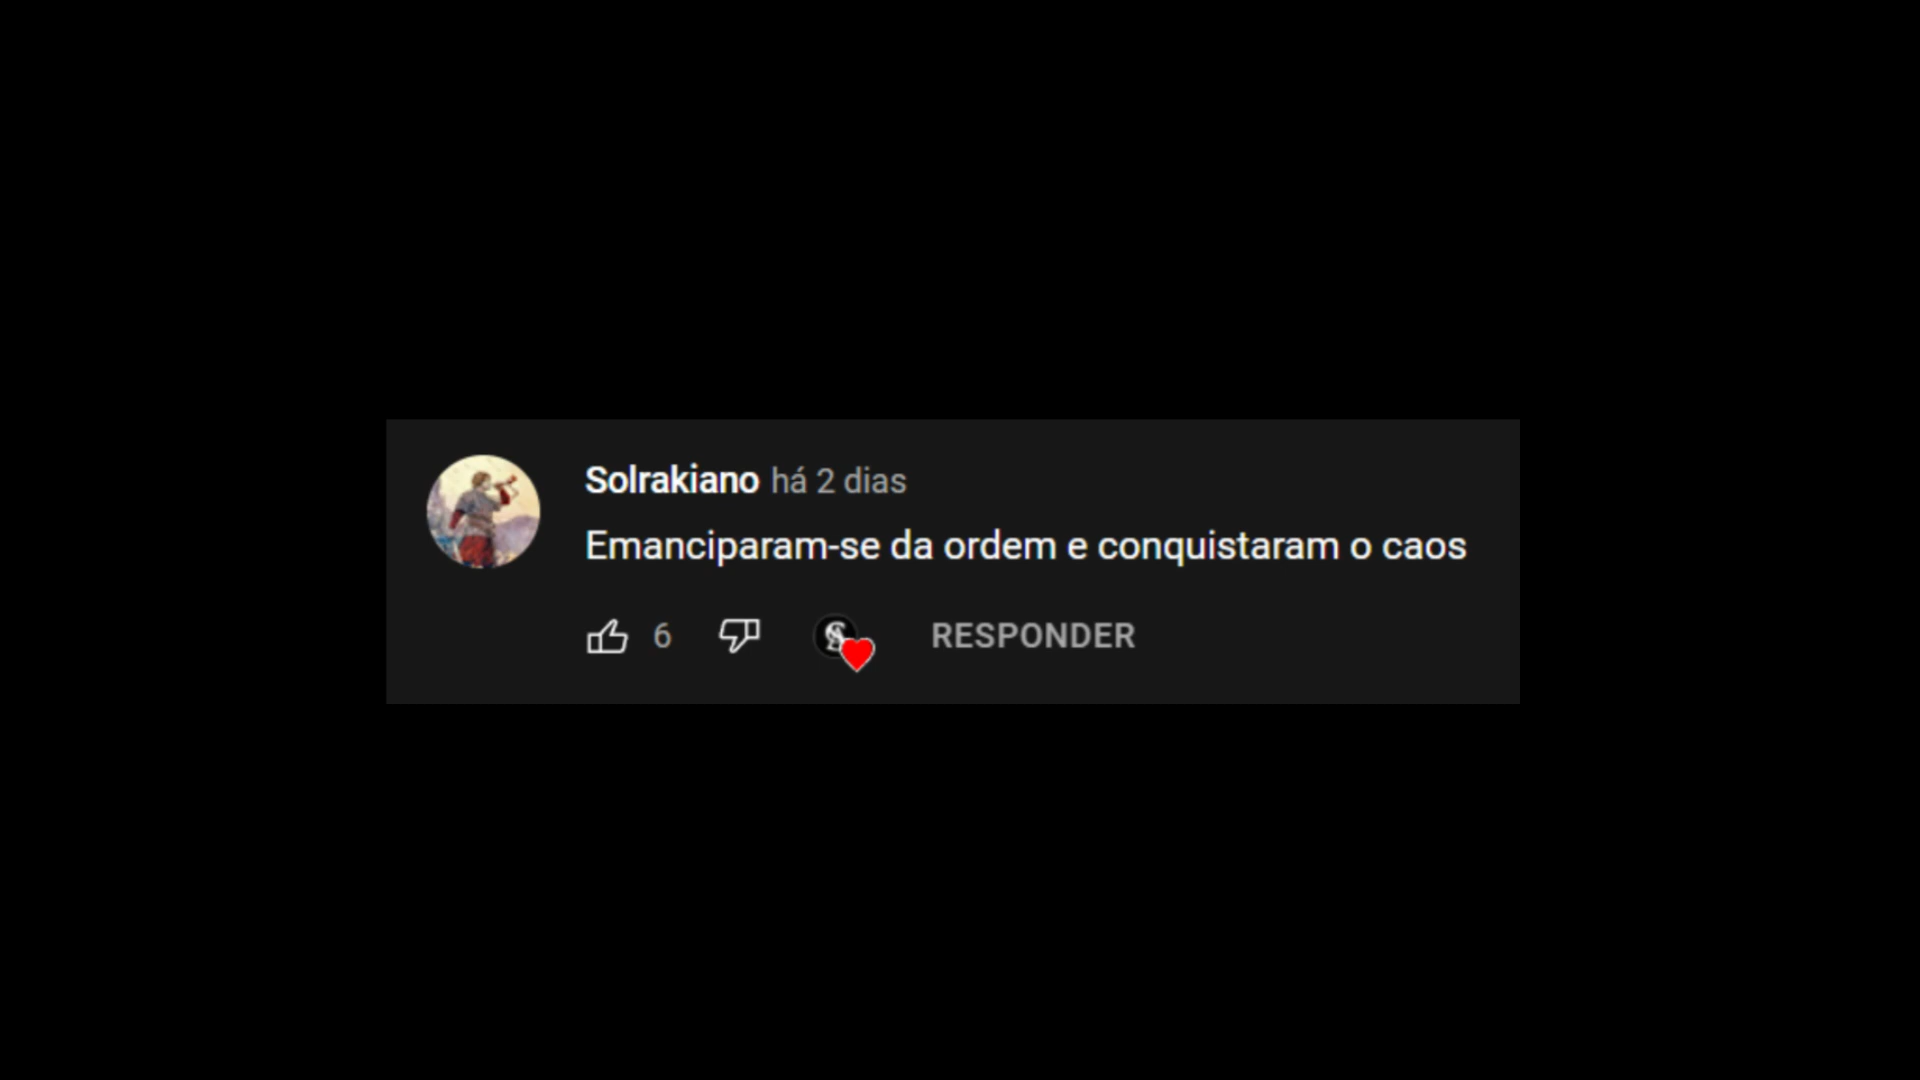 Solrakiano há 2 dias
Emanciparam-se da ordem e conquistaram o caos
6 RESPONDER